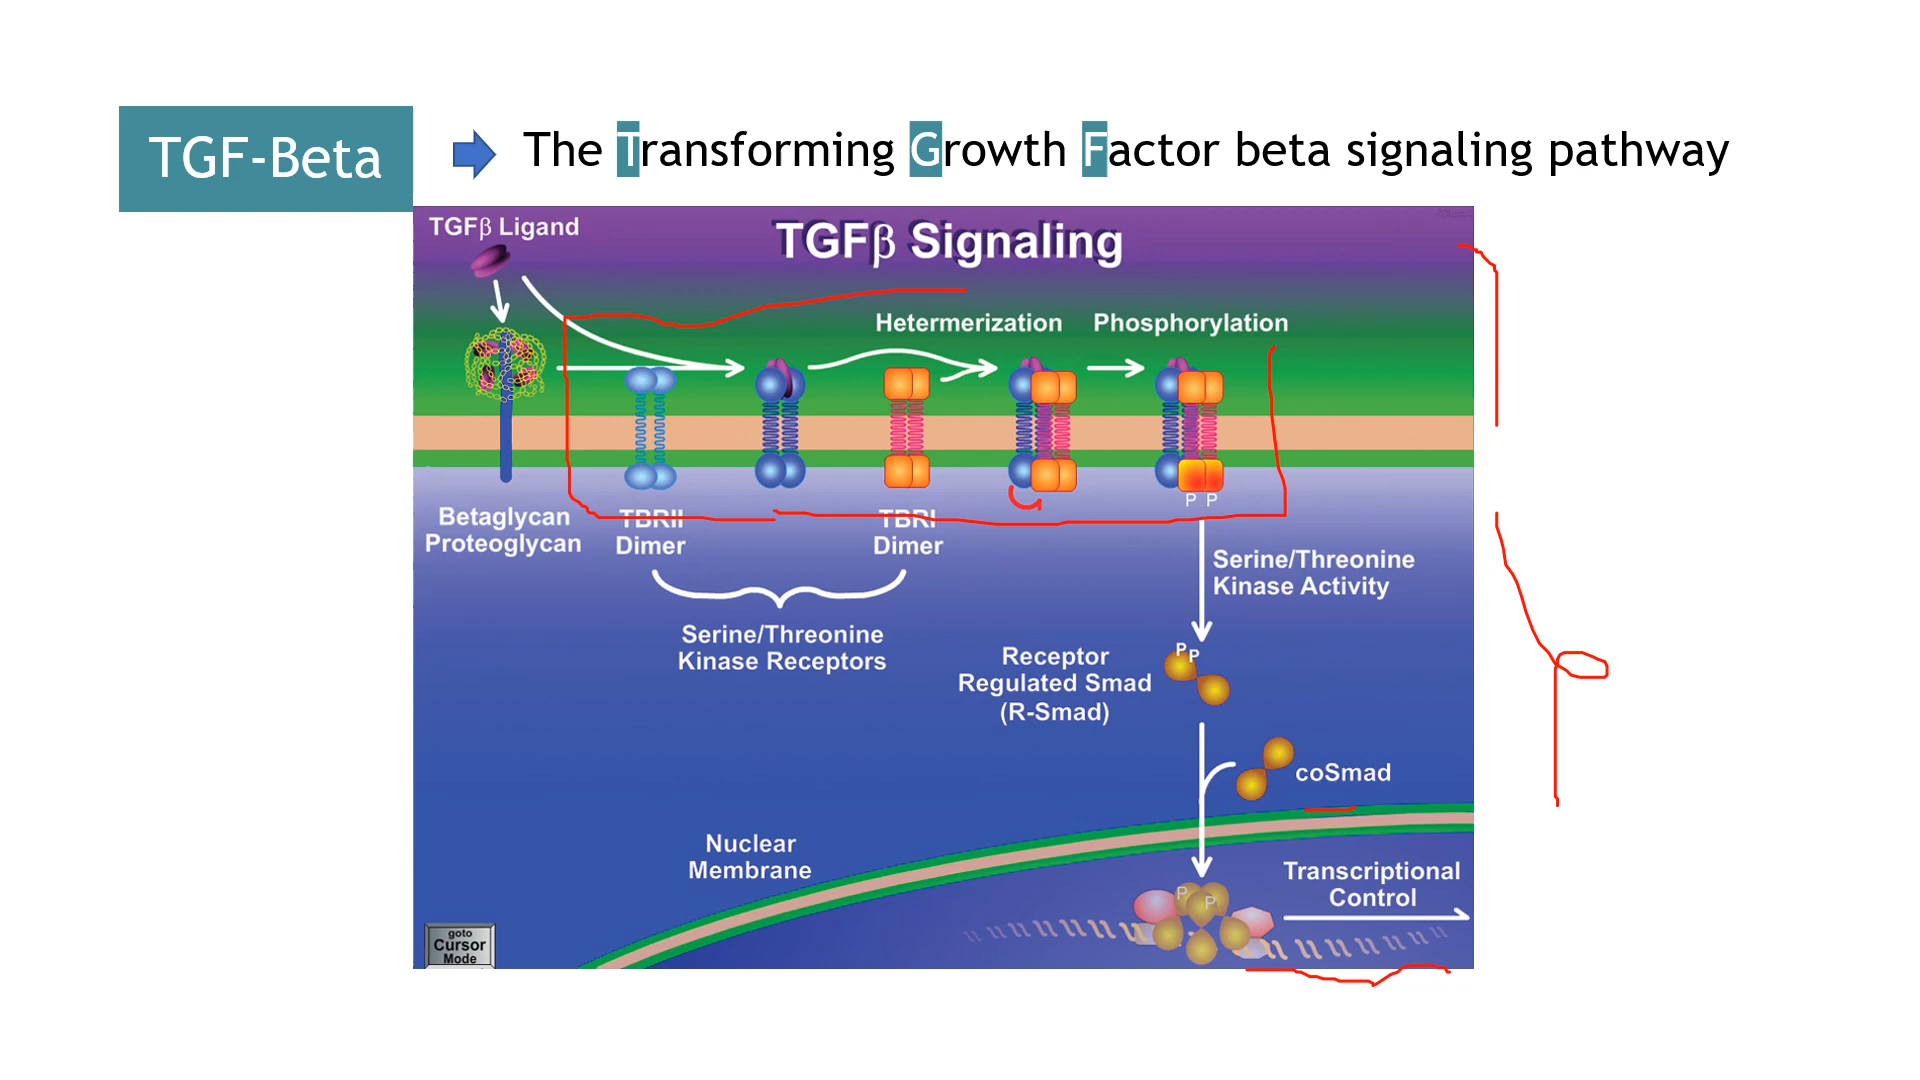 TGF-Beta
The Transforming Growth Factor beta signaling pathway
TGFβ Ligand
TGFβ Signaling
Hetermerization
Phosphorylation
P P
Betaglycan
Proteoglycan
TBRII
Dimer
TBRI
Dimer
Serine/Threonine
Kinase Activity
Serine/Threonine
Kinase Receptors
Receptor
Regulated Smad
(R-Smad)
P
P
coSmad
Nuclear
Membrane
Transcriptional
Control
P
P
goto
Cursor
Mode